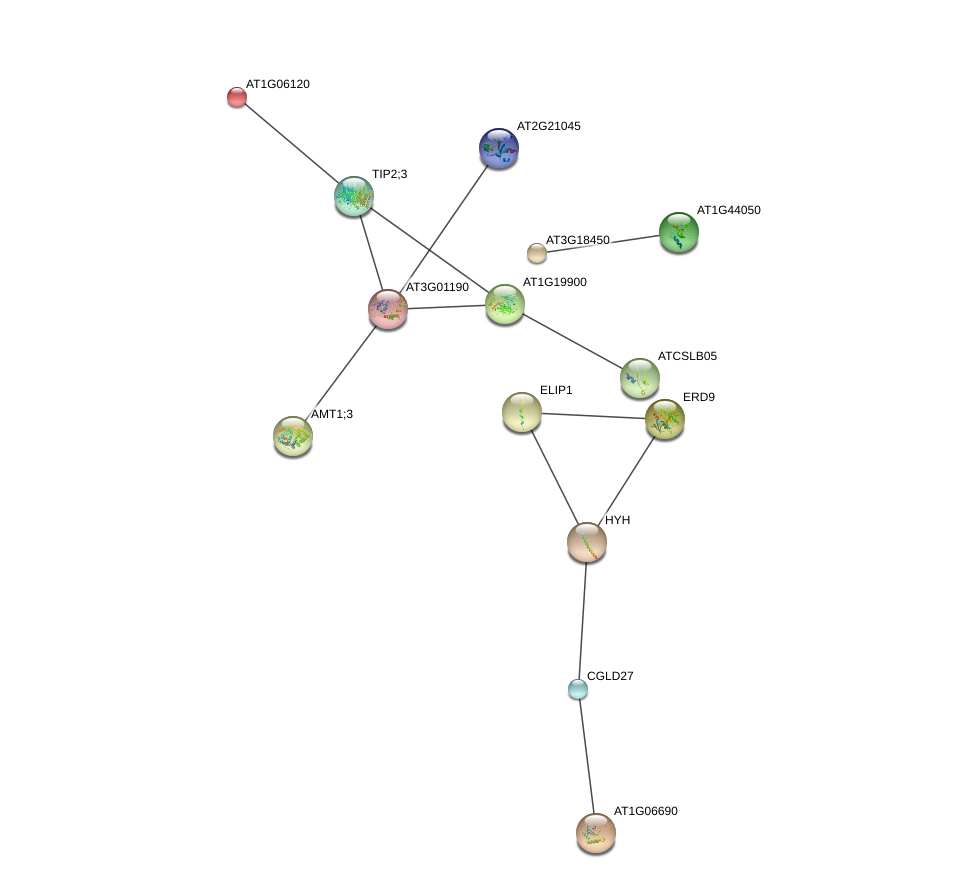 AT1G06120
AT2G21045
TIP2;3
AT1G44050
AT3G18450
AT1G19900
AT3G01190
ATCSLB05
ELIP1
ERD9
AMT1;3
HYH
CGLD27
AT1G06690